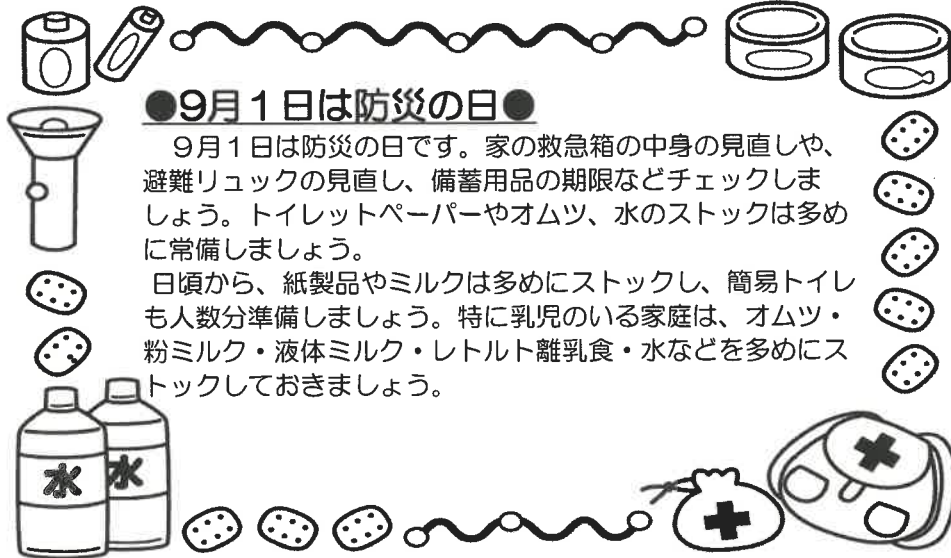 ●9月1日は防災の日●
　9月1日は防災の日です。家の救急箱の中身の見直しや、
避難リュックの見直し、備蓄用品の期限などチェックしま
しょう。トイレットペーパーやオムツ、水のストックは多め
に常備しましょう。
 日頃から、紙製品やミルクは多めにストックし、簡易トイレ
も人数分準備しましょう。特に乳児のいる家庭は、オムツ・
粉ミルク・液体ミルク・レトルト離乳食・水などを多めにス
トックしておきましょう。
水
水